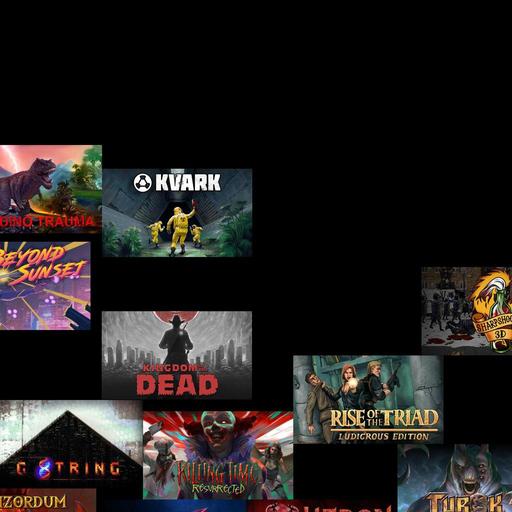 DINO TRAUMA
KVARK
BEYOND
SUNSET
SHARPSHOO
3D
KINGDOM OF THE
DEAD
RISE OF THE TRIAD
LUDICROUS EDITION
G STRING
KILLING TIME
RESURRECTED
TUROK
IZORDUM